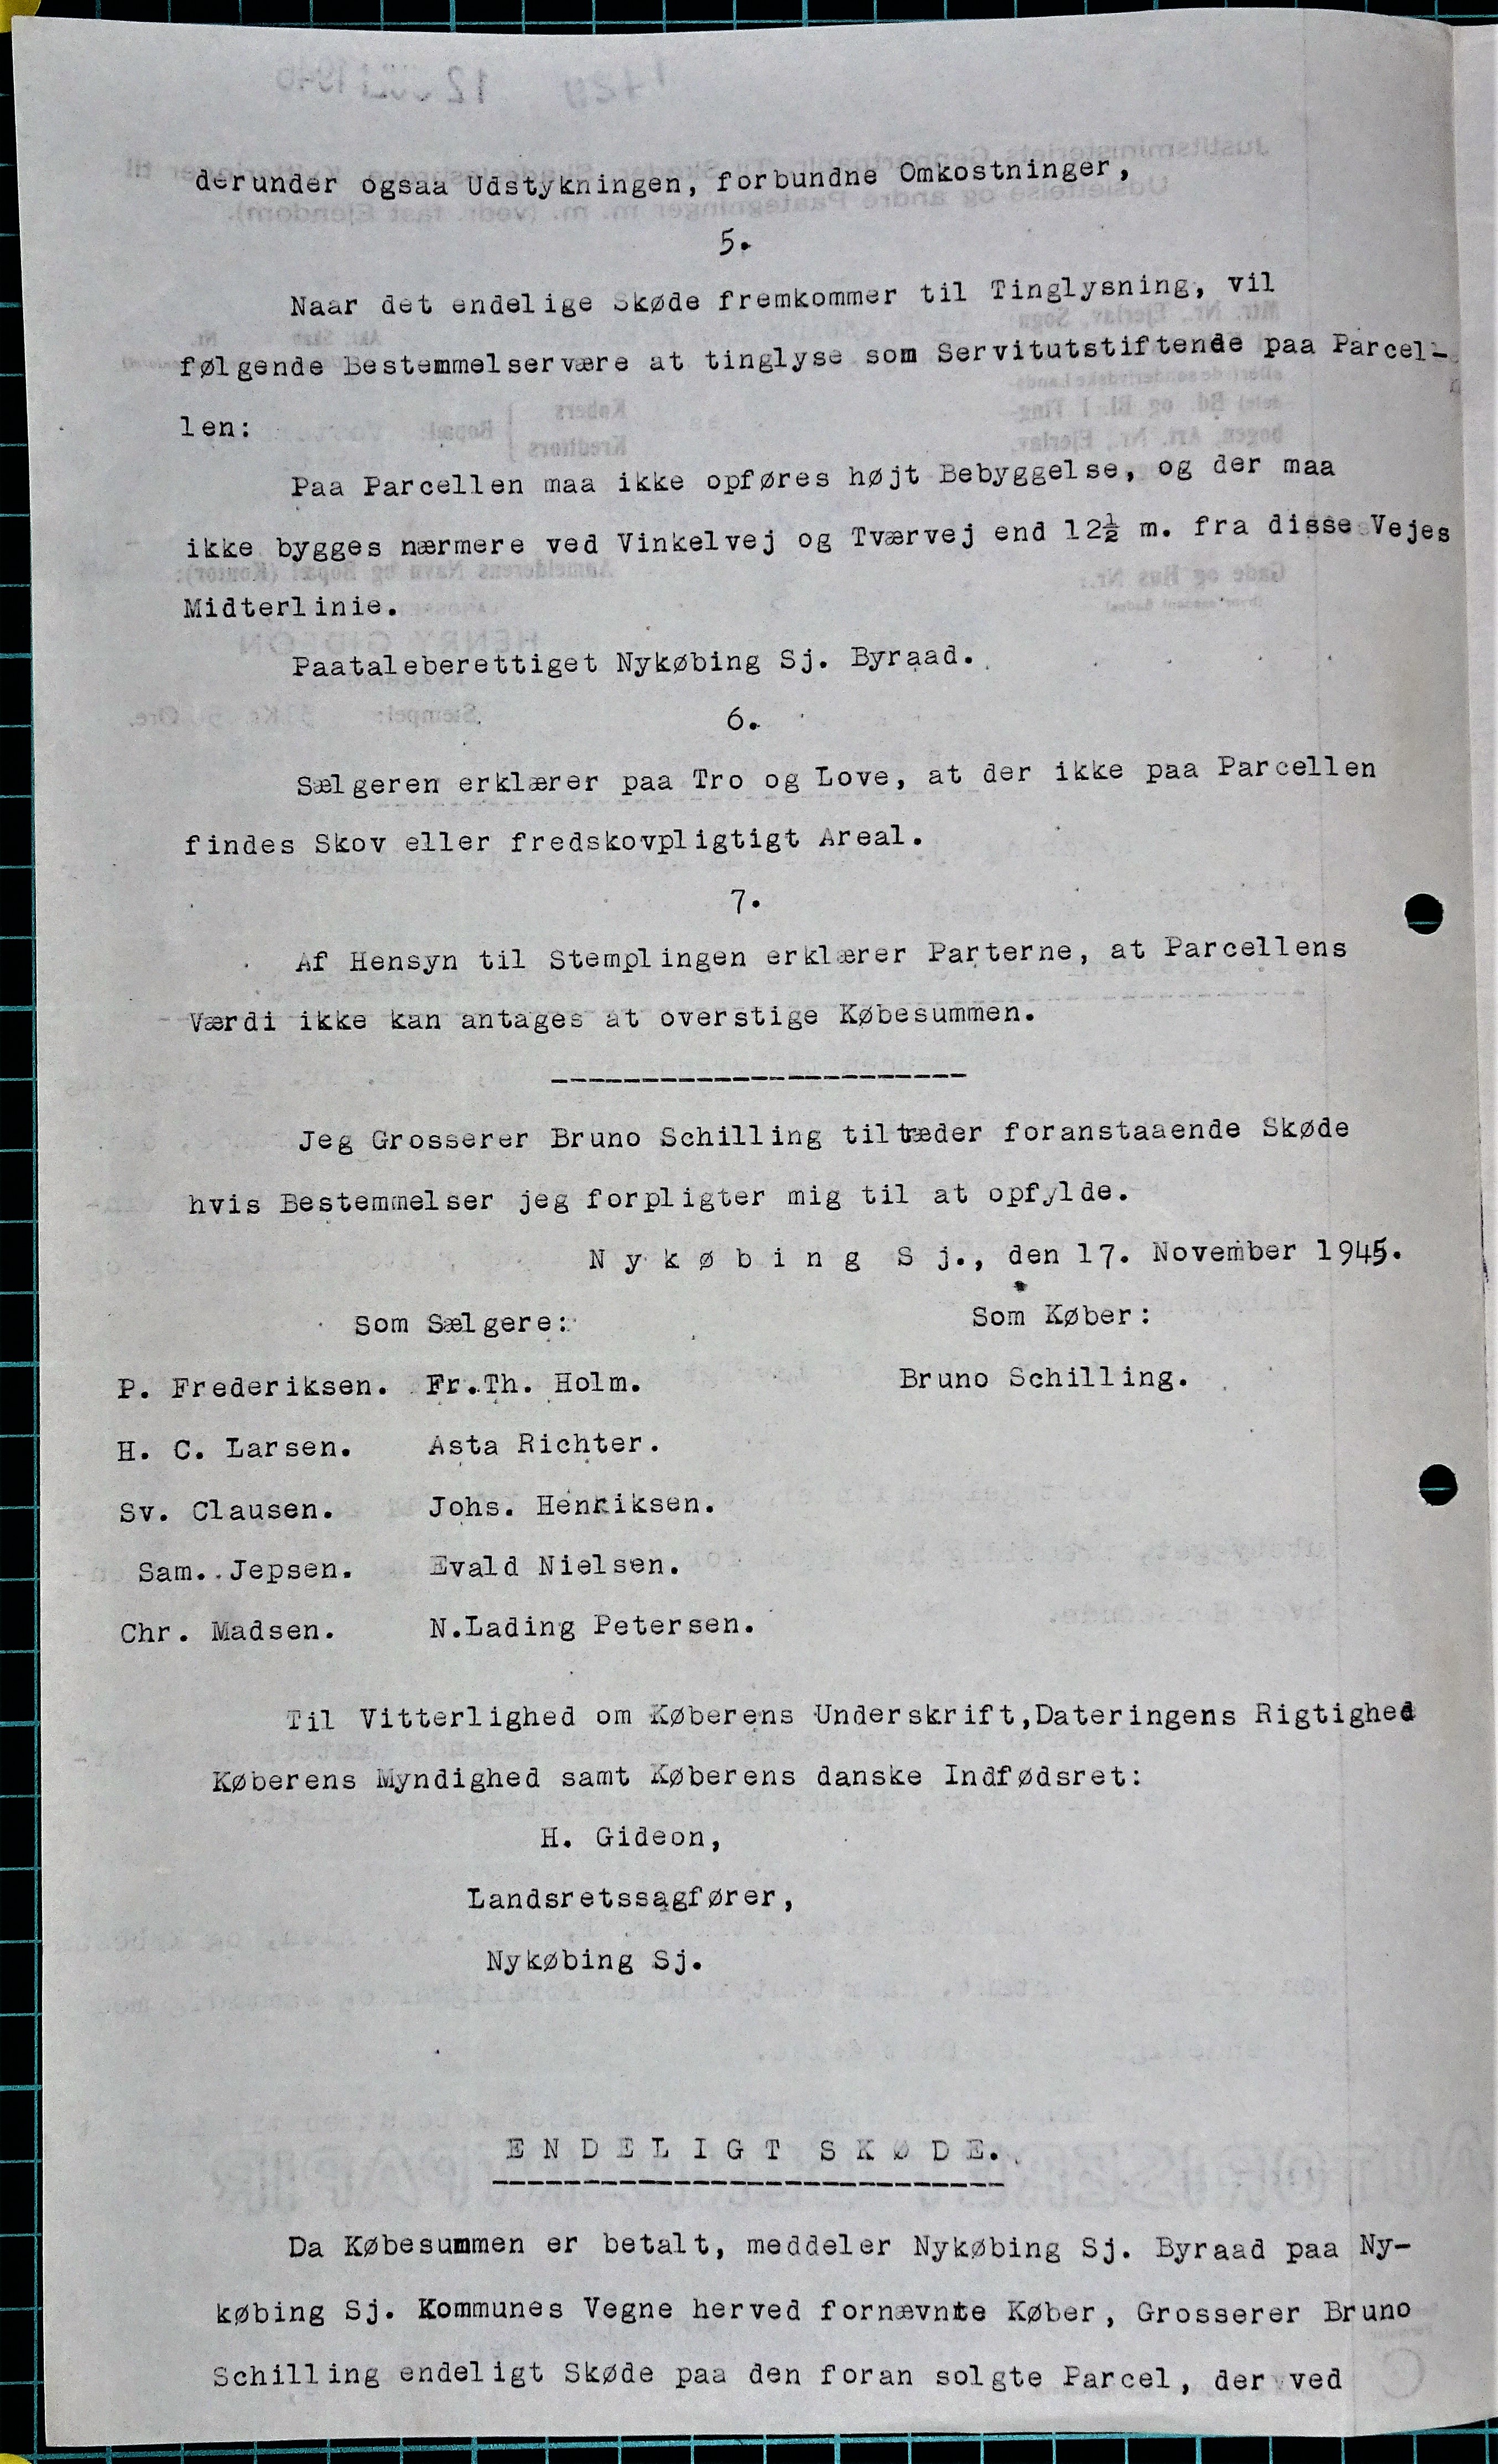 derunder ogsaa Udstykningen, forbundne Omkostninger,
5.
Naar det endelige Skøde fremkommer til Tinglysning, vil
følgende Bestemmelser være at tinglyse som Servitutstiftende paa Parcel-
len:
Paa Parcellen maa ikke opføres højt Bebyggelse, og der maa
ikke bygges nærmere ved Vinkelvej og Tværvej end 12½ m. fra disse Vejes
Midterlinie.
Paataleberettiget Nykøbing Sj. Byraad.
6.
Sælgeren erklærer paa Tro og Love, at der ikke paa Parcellen
findes Skov eller fredskovpligtigt Areal.
7.
Af Hensyn til Stemplingen erklærer Parterne, at Parcellens
Værdi ikke kan antages at overstige Købesummen.
Jeg Grosserer Bruno Schilling tiltræder foranstaaende Skøde
hvis Bestemmelser jeg forpligter mig til at opfylde.
N y k ø b i n g S j., den 17. November 1945.
Som Sælgere: Som Køber:
P. Frederiksen. Fr.Th. Holm. Bruno Schilling.
H. C. Larsen. Asta Richter.
Sv. Clausen. Johs. Henriksen.
Sam. Jepsen. Evald Nielsen.
Chr. Madsen. N.Lading Petersen.
Til Vitterlighed om Køberens Underskrift,Dateringens Rigtighed
Køberens Myndighed samt Køberens danske Indfødsret:
H. Gideon,
Landsretssagfører,
Nykøbing Sj.
E N D E L I G T S K Ø D E.
Da Købesummen er betalt, meddeler Nykøbing Sj. Byraad paa Ny-
købing Sj. Kommunes Vegne herved fornævnte Køber, Grosserer Bruno
Schilling endeligt Skøde paa den foran solgte Parcel, der ved